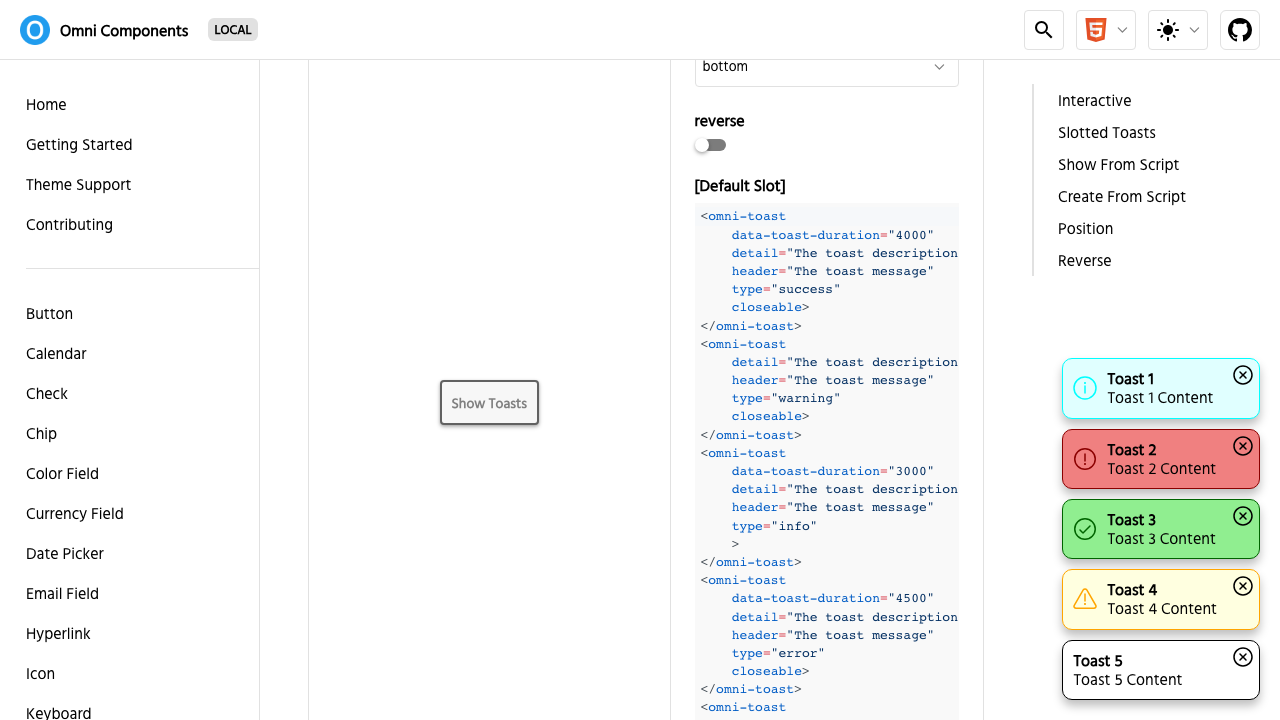 Omni Components
LOCAL
Home
Getting Started
Theme Support
Contributing
Button
Calendar
Check
Chip
Color Field
Currency Field
Date Picker
Email Field
Hyperlink
Icon
Keyboard
Show Toasts
bottom
reverse
[Default Slot]
<omni-toast
data-toast-duration="4000"
detail="The toast description
header="The toast message"
type="success"
closeable>
</omni-toast>
<omni-toast
detail="The toast description
header="The toast message"
type="warning"
closeable>
</omni-toast>
<omni-toast
data-toast-duration="3000"
detail="The toast description
header="The toast message"
type="info"
>
</omni-toast>
<omni-toast
data-toast-duration="4500"
detail="The toast description
header="The toast message"
type="error"
closeable>
</omni-toast>
<omni-toast
Interactive
Slotted Toasts
Show From Script
Create From Script
Position
Reverse
Toast 1
Toast 1 Content
Toast 2
Toast 2 Content
Toast 3
Toast 3 Content
Toast 4
Toast 4 Content
Toast 5
Toast 5 Content